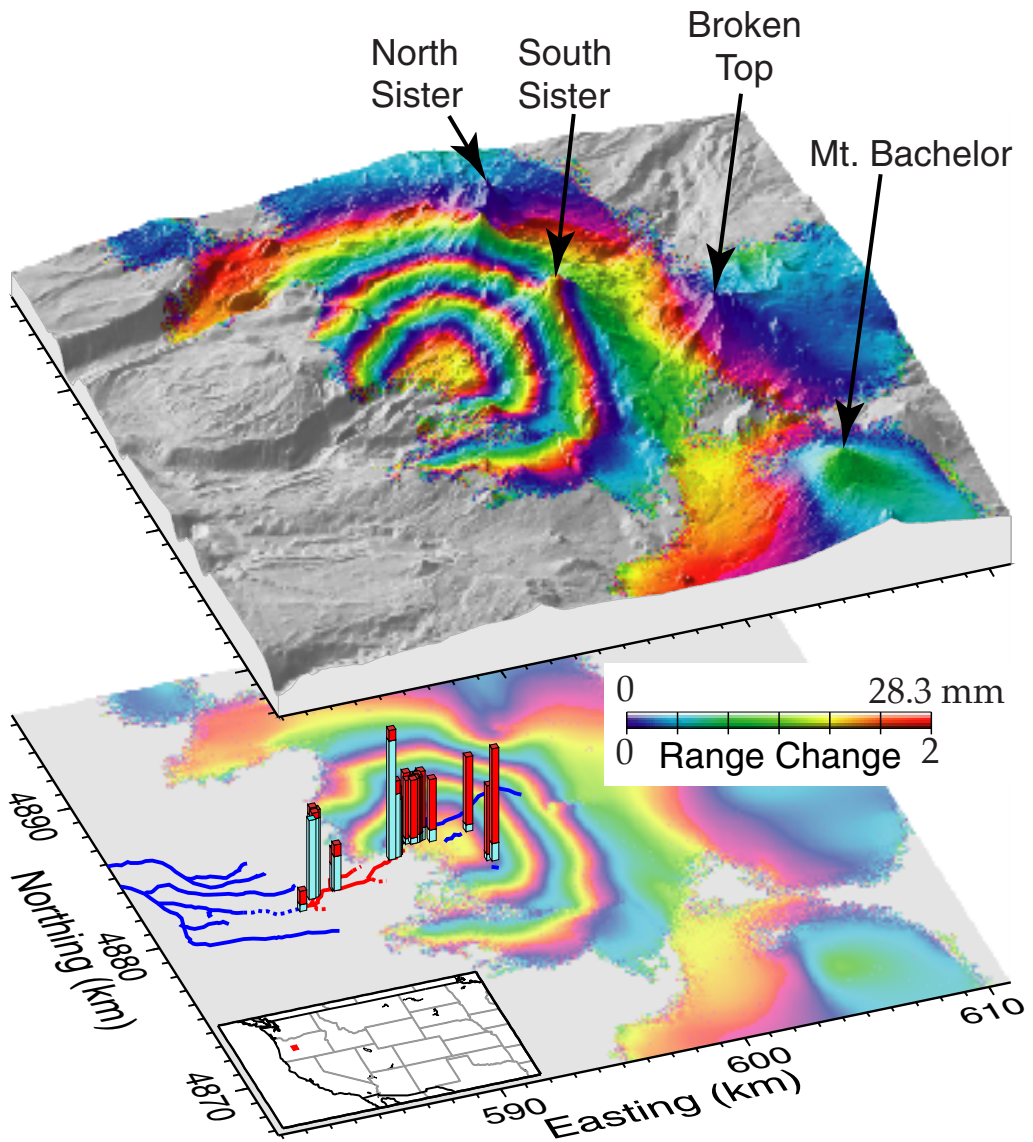 North
Sister
South
Sister
Broken
Top
Mt. Bachelor
0 28.3 mm
0 Range Change 2
4890
4880
4870
Northing (km)
590
600
610
Easting (km)